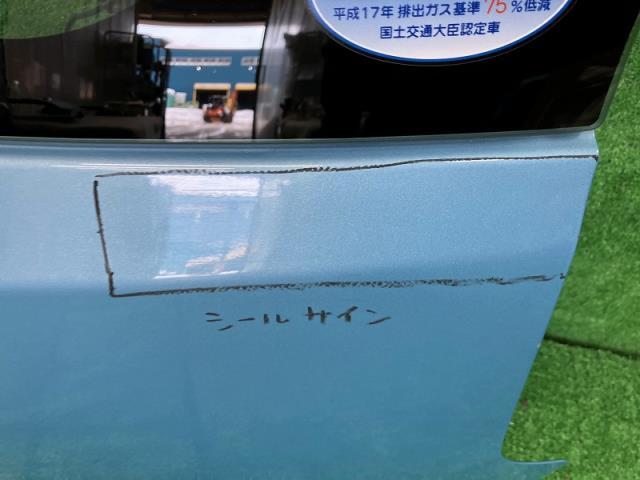 平成17年 排出ガス基準 75%低減
国土交通大臣認定車
シールサイン